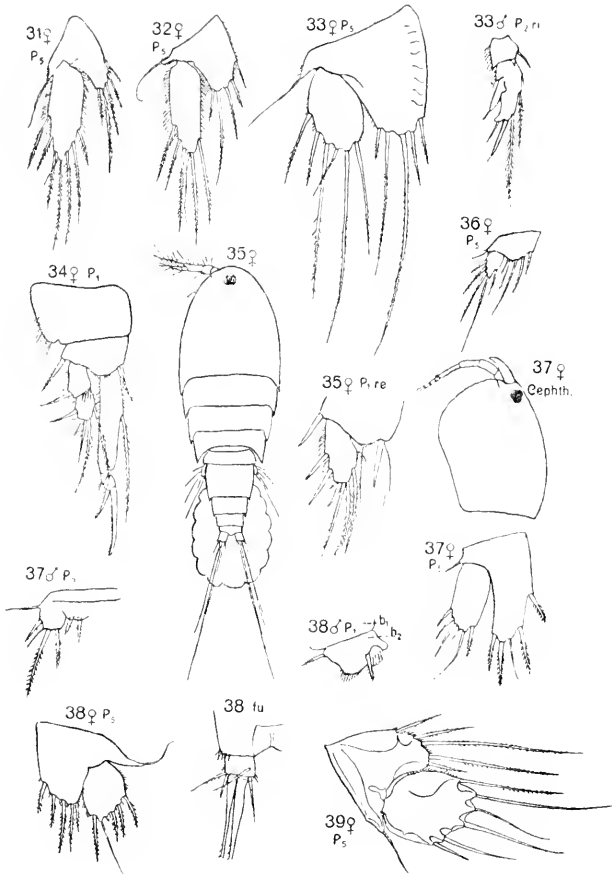 31♀
P5
32♀
P5
33♀ P5
33♂ P2 ri
34♀ P1
35♀
36♀
P5
35♀ P1 re
37♀
Cephth.
37♂ P5
37♀
P5
38♂ P1
b1
b2
38♀ P5
38 fu
39♀
P5